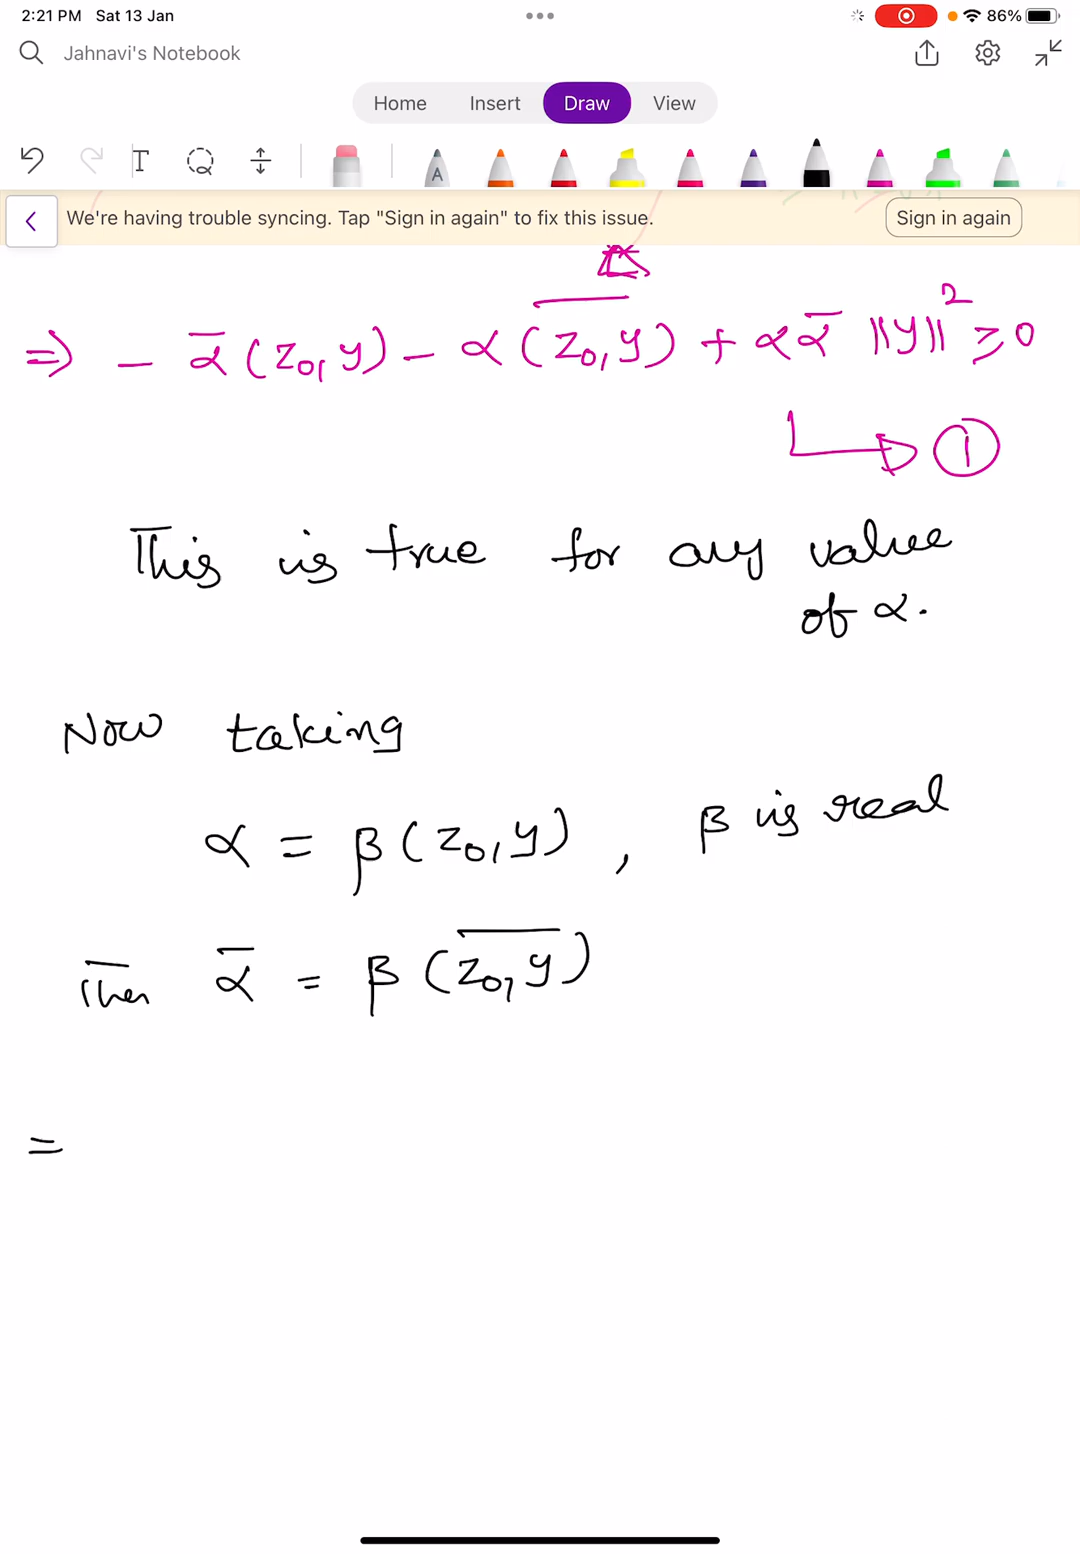 2:21 PM Sat 13 Jan 86%
Jahnavi's Notebook
Home Insert Draw View
T A
We're having trouble syncing. Tap "Sign in again" to fix this issue. Sign in again
⇒ − ᾱ (z₀, y) − α (z₀, y)̅ + αᾱ ||y||² ≥ 0
↳ ①
This is true for any value
of α.
Now taking
α = β (z₀, y) , β is real
Then ᾱ = β (z₀, y)̅
=